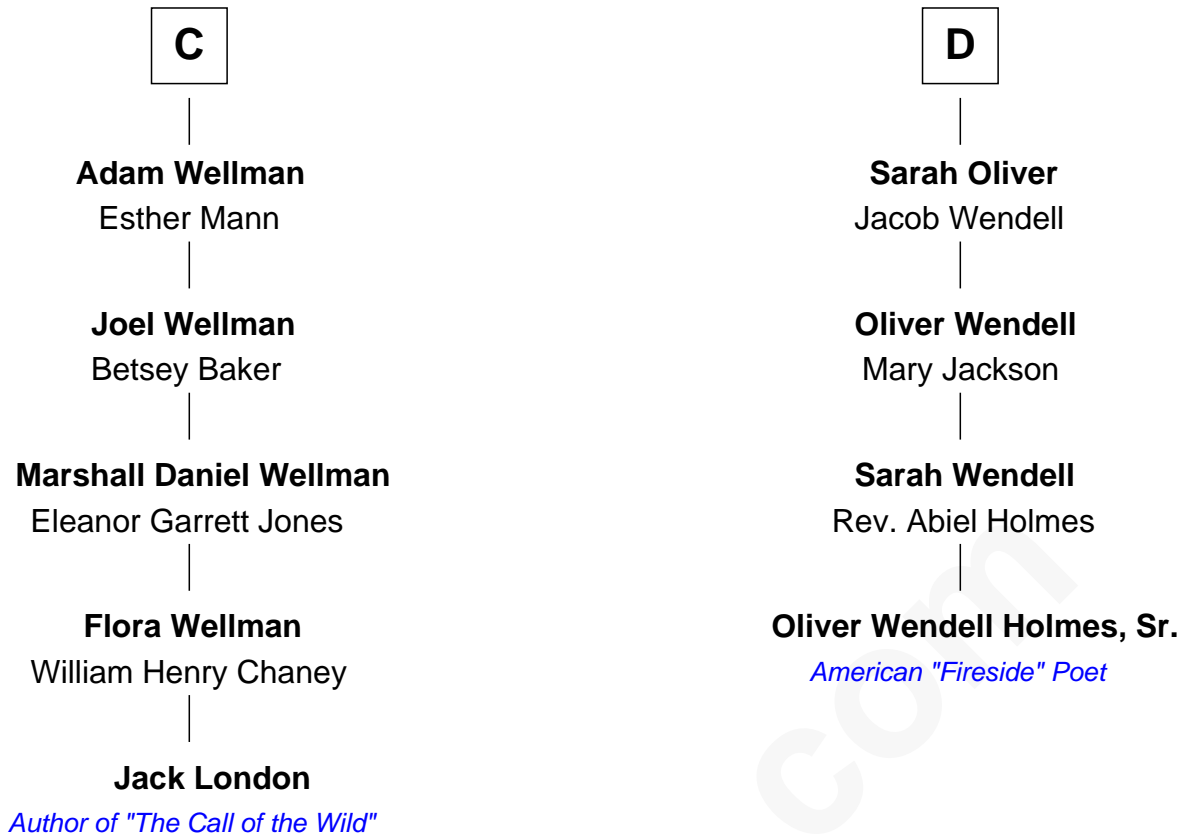 C
Adam Wellman
Esther Mann
Joel Wellman
Betsey Baker
Marshall Daniel Wellman
Eleanor Garrett Jones
Flora Wellman
William Henry Chaney
Jack London
Author of "The Call of the Wild"
D
Sarah Oliver
Jacob Wendell
Oliver Wendell
Mary Jackson
Sarah Wendell
Rev. Abiel Holmes
Oliver Wendell Holmes, Sr.
American "Fireside" Poet
com